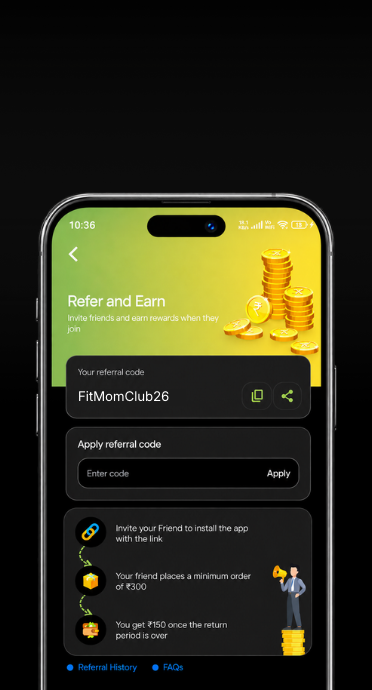 10:36
Refer and Earn
Invite friends and earn rewards when they
join
Your referral code
FitMomClub26
Apply referral code
Enter code
Apply
Invite your Friend to install the app
with the link
Your friend places a minimum order
of ₹300
You get ₹150 once the return
period is over
Referral History
FAQs